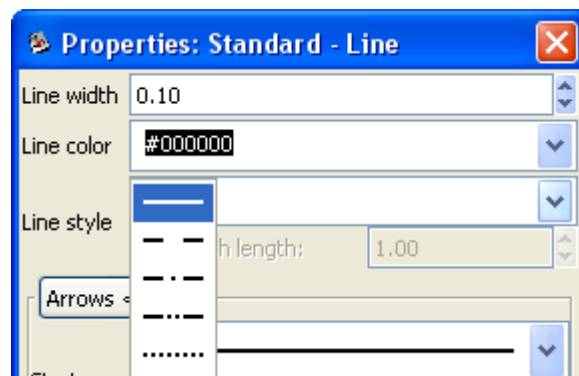 Properties: Standard - Line
Line width 0.10
Line color #000000
Line style
h length: 1.00
Arrows